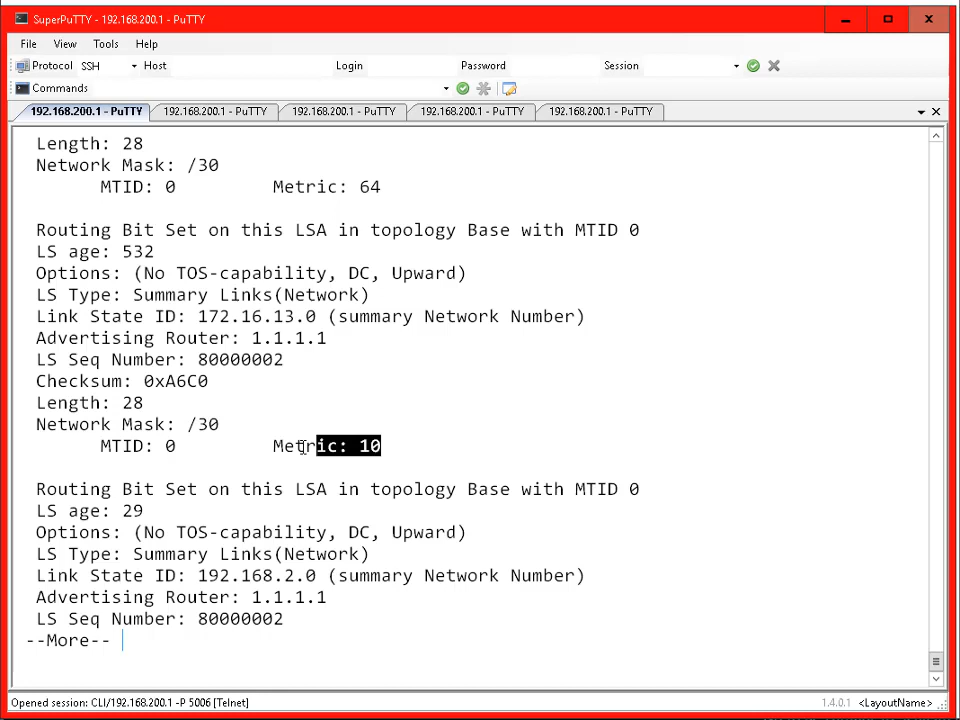 SuperPuTTY - 192.168.200.1 - PuTTY
File View Tools Help
Protocol SSH Host Login Password Session
Commands
192.168.200.1 - PuTTY 192.168.200.1 - PuTTY 192.168.200.1 - PuTTY 192.168.200.1 - PuTTY 192.168.200.1 - PuTTY
Length: 28
Network Mask: /30
MTID: 0 Metric: 64
Routing Bit Set on this LSA in topology Base with MTID 0
LS age: 532
Options: (No TOS-capability, DC, Upward)
LS Type: Summary Links(Network)
Link State ID: 172.16.13.0 (summary Network Number)
Advertising Router: 1.1.1.1
LS Seq Number: 80000002
Checksum: 0xA6C0
Length: 28
Network Mask: /30
MTID: 0 Metric: 10
Routing Bit Set on this LSA in topology Base with MTID 0
LS age: 29
Options: (No TOS-capability, DC, Upward)
LS Type: Summary Links(Network)
Link State ID: 192.168.2.0 (summary Network Number)
Advertising Router: 1.1.1.1
LS Seq Number: 80000002
--More--
Opened session: CLI/192.168.200.1 -P 5006 [Telnet] 1.4.0.1 <LayoutName>